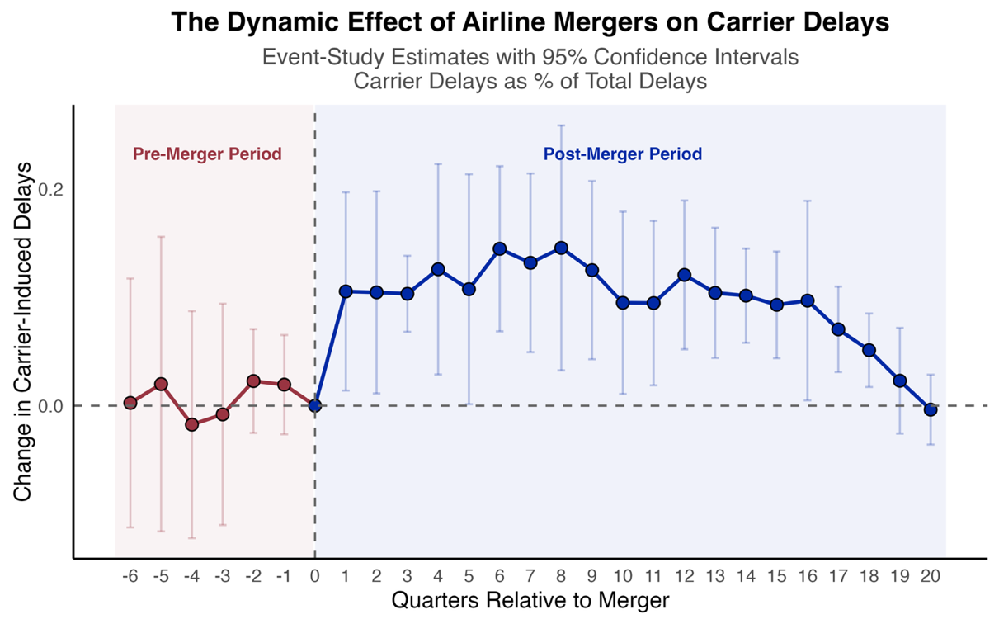 The Dynamic Effect of Airline Mergers on Carrier Delays
Event-Study Estimates with 95% Confidence Intervals
Carrier Delays as % of Total Delays
Pre-Merger Period
Post-Merger Period
Change in Carrier-Induced Delays
0.2
0.0
-6 -5 -4 -3 -2 -1 0 1 2 3 4 5 6 7 8 9 10 11 12 13 14 15 16 17 18 19 20
Quarters Relative to Merger